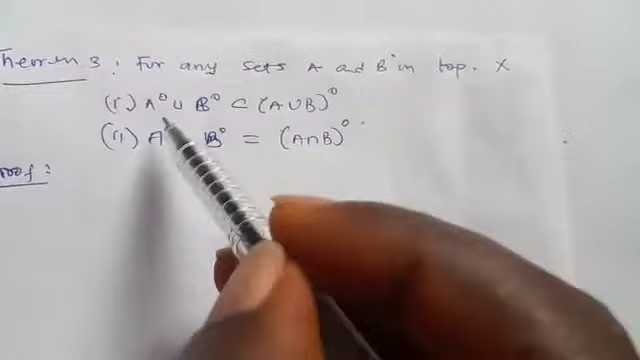 Theorem 3: For any sets A and B in top. X
(i) A° ∪ B° ⊂ (A∪B)°
(ii) A B° = (A∩B)°
Proof: